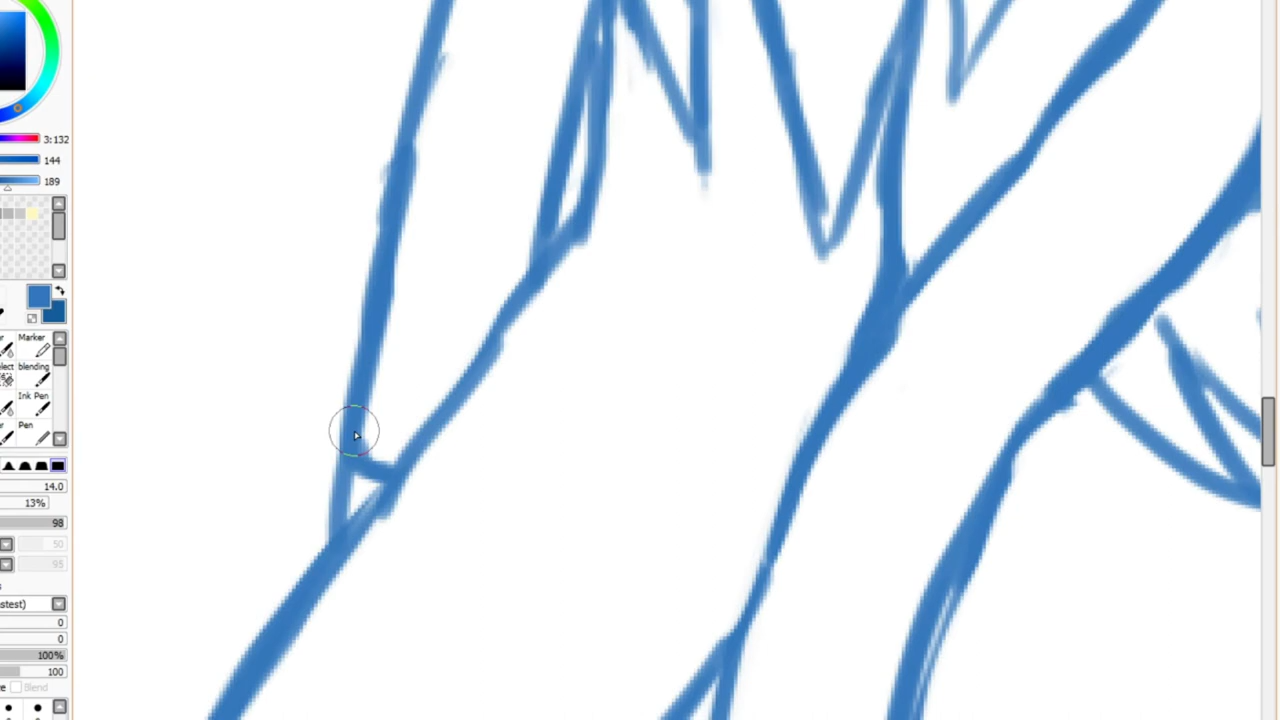 3:132
144
189
Marker
blending
Ink Pen
Pen
14.0
13%
98
50
95
0
0
100%
100
Blend